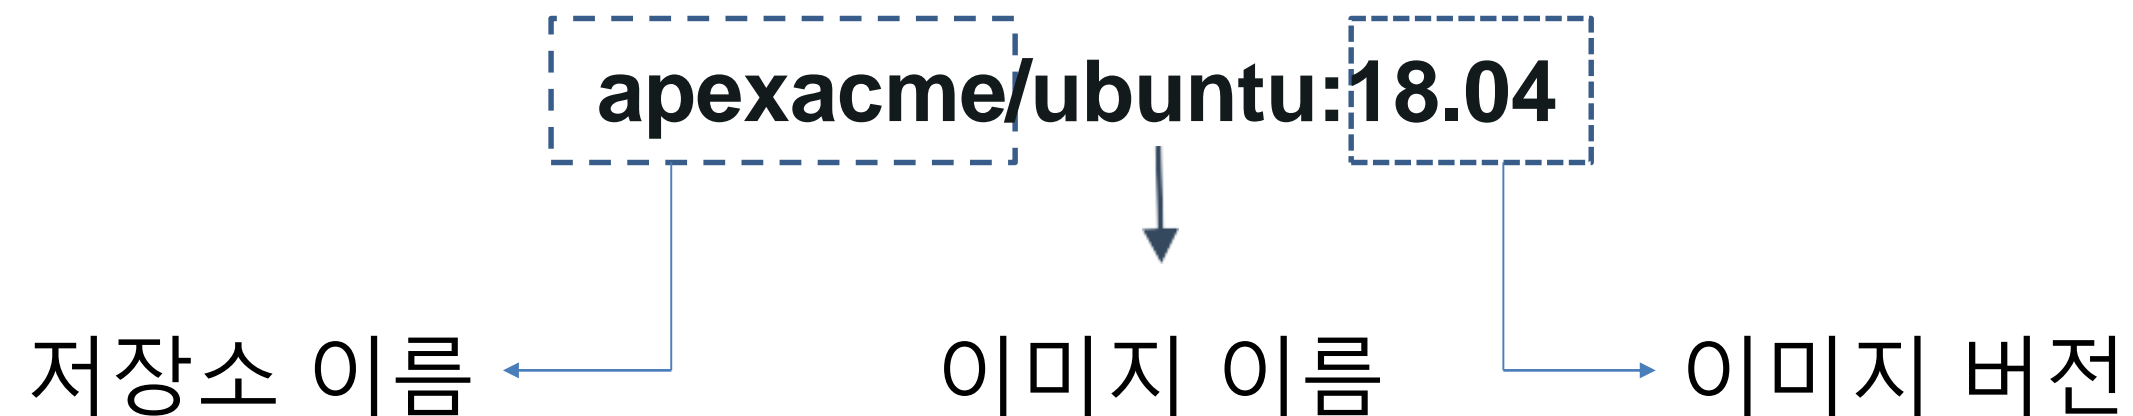 apexacme/ubuntu:18.04
저장소 이름 이미지 이름 이미지 버전